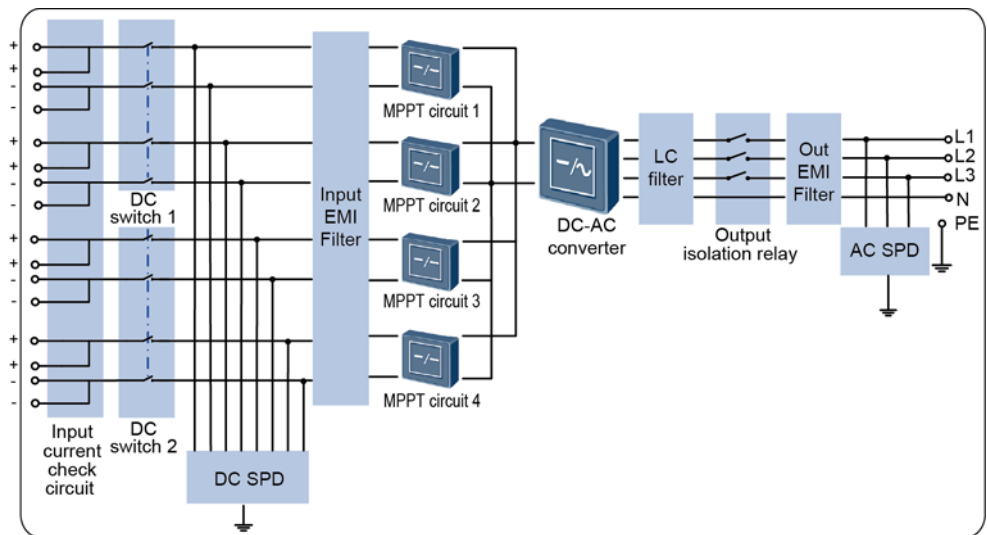 +
+
-
-
+
+
-
-
+
+
-
-
+
+
-
-
Input
current
check
circuit
DC
switch 1
DC
switch 2
DC SPD
Input
EMI
Filter
MPPT circuit 1
MPPT circuit 2
MPPT circuit 3
MPPT circuit 4
DC-AC
converter
LC
filter
Output
isolation relay
Out
EMI
Filter
AC SPD
L1
L2
L3
N
PE